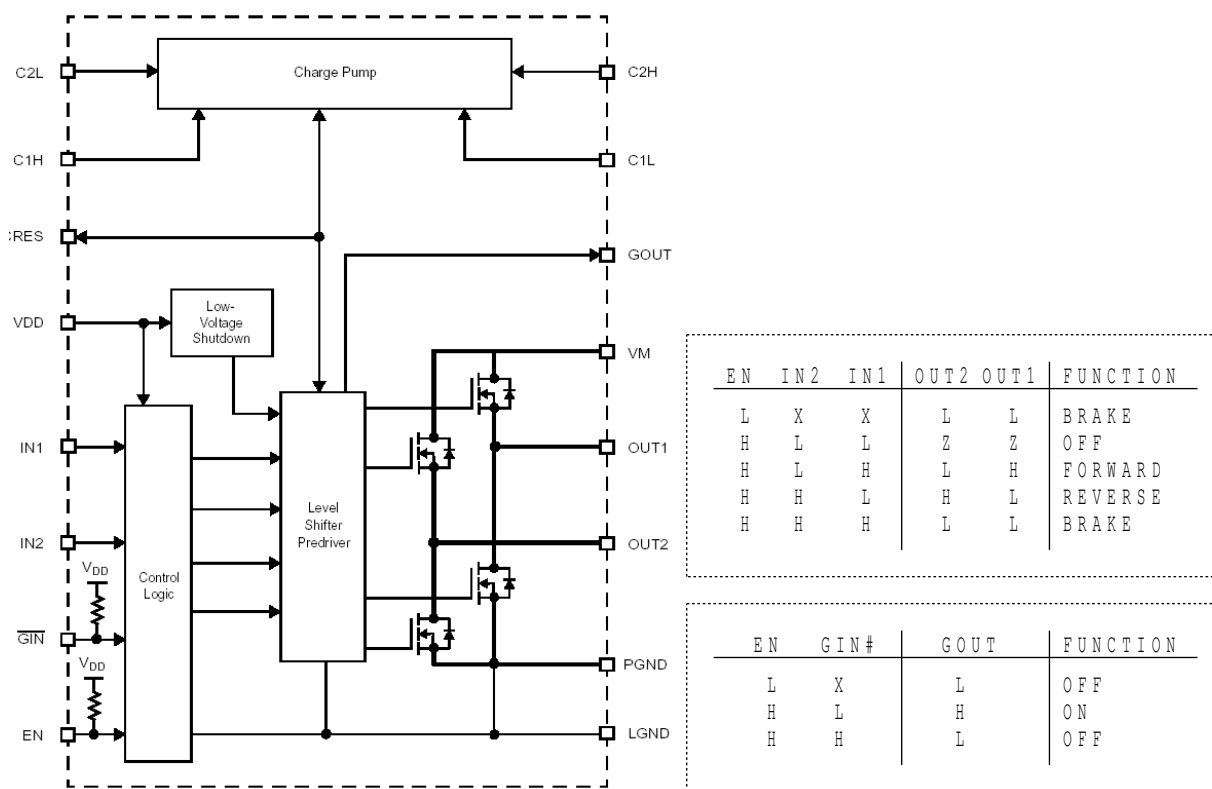 C2L
Charge Pump
C2H
C1H
C1L
CRES
GOUT
VDD
Low-
Voltage
Shutdown
VM
IN1
OUT1
Level
Shifter
Predriver
IN2
OUT2
VDD
Control
Logic
GIN
VDD
PGND
EN
LGND
EN IN2 IN1 OUT2 OUT1 FUNCTION
L X X L L BRAKE
H L L Z Z OFF
H L H L H FORWARD
H H L H L REVERSE
H H H L L BRAKE
EN GIN# GOUT FUNCTION
L X L OFF
H L H ON
H H L OFF